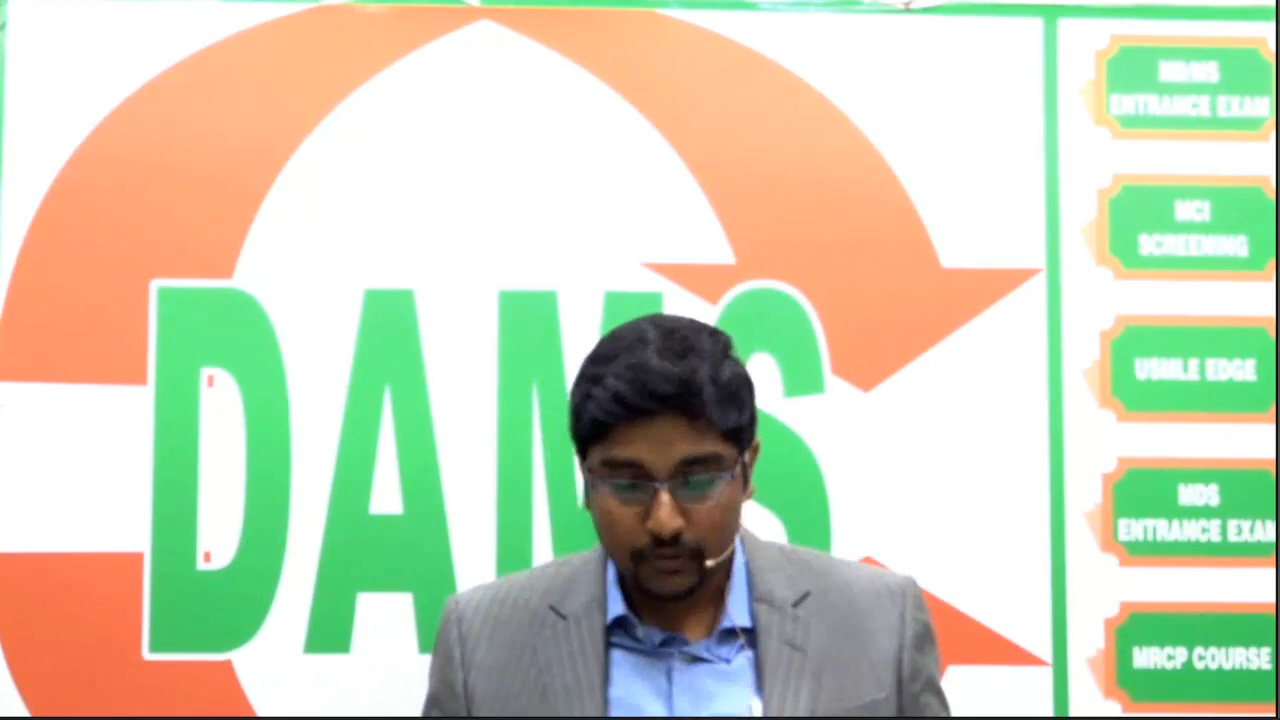 DAMS
MD/MS
ENTRANCE EXAM
MCI
SCREENING
USMLE EDGE
MDS
ENTRANCE EXAM
MRCP COURSE